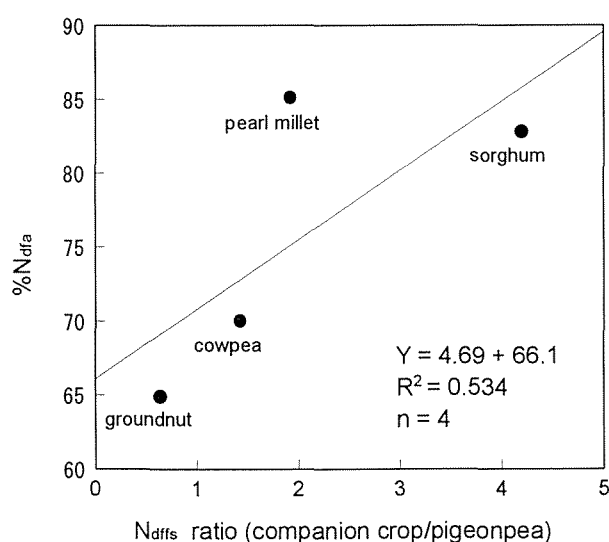 90
85
80
75
70
65
60
%Ndfa
pearl millet
sorghum
cowpea
groundnut
Y = 4.69 + 66.1
R² = 0.534
n = 4
0 1 2 3 4 5
Ndffs ratio (companion crop/pigeonpea)